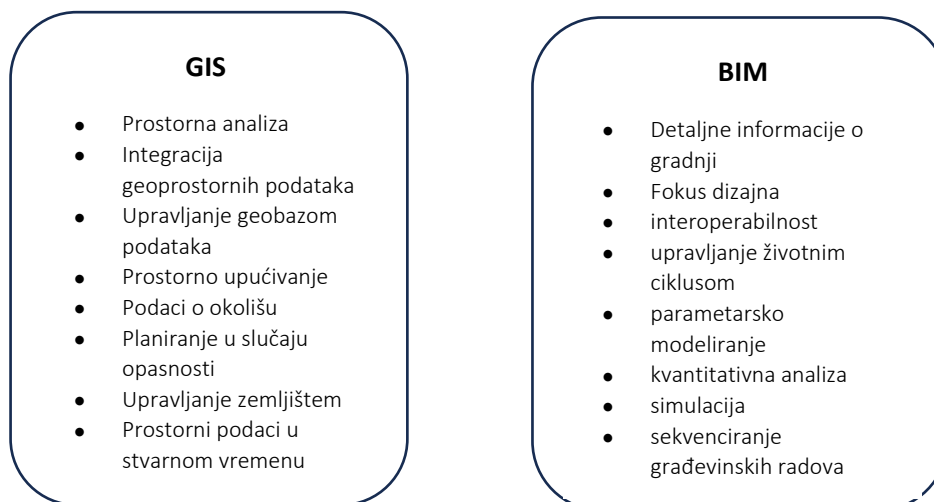 GIS
● Prostorna analiza
● Integracija
geoprostornih podataka
● Upravljanje geobazom
podataka
● Prostorno upućivanje
● Podaci o okolišu
● Planiranje u slučaju
opasnosti
● Upravljanje zemljištem
● Prostorni podaci u
stvarnom vremenu
BIM
● Detaljne informacije o
gradnji
● Fokus dizajna
● interoperabilnost
● upravljanje životnim
ciklusom
● parametarsko
modeliranje
● kvantitativna analiza
● simulacija
● sekvenciranje
građevinskih radova